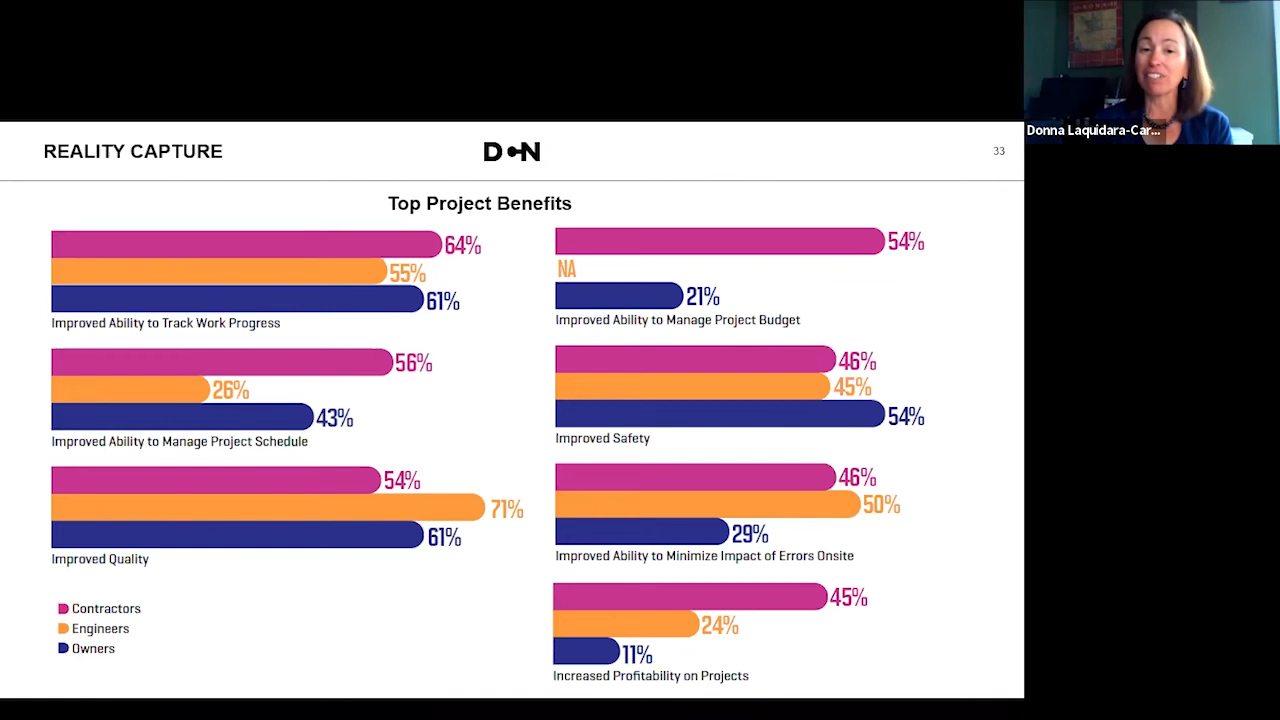 Donna Laquidara-Car...
REALITY CAPTURE
DCN
33
Top Project Benefits
64%
55%
61%
Improved Ability to Track Work Progress
56%
26%
43%
Improved Ability to Manage Project Schedule
54%
71%
61%
Improved Quality
Contractors
Engineers
Owners
54%
NA
21%
Improved Ability to Manage Project Budget
46%
45%
54%
Improved Safety
46%
50%
29%
Improved Ability to Minimize Impact of Errors Onsite
45%
24%
11%
Increased Profitability on Projects